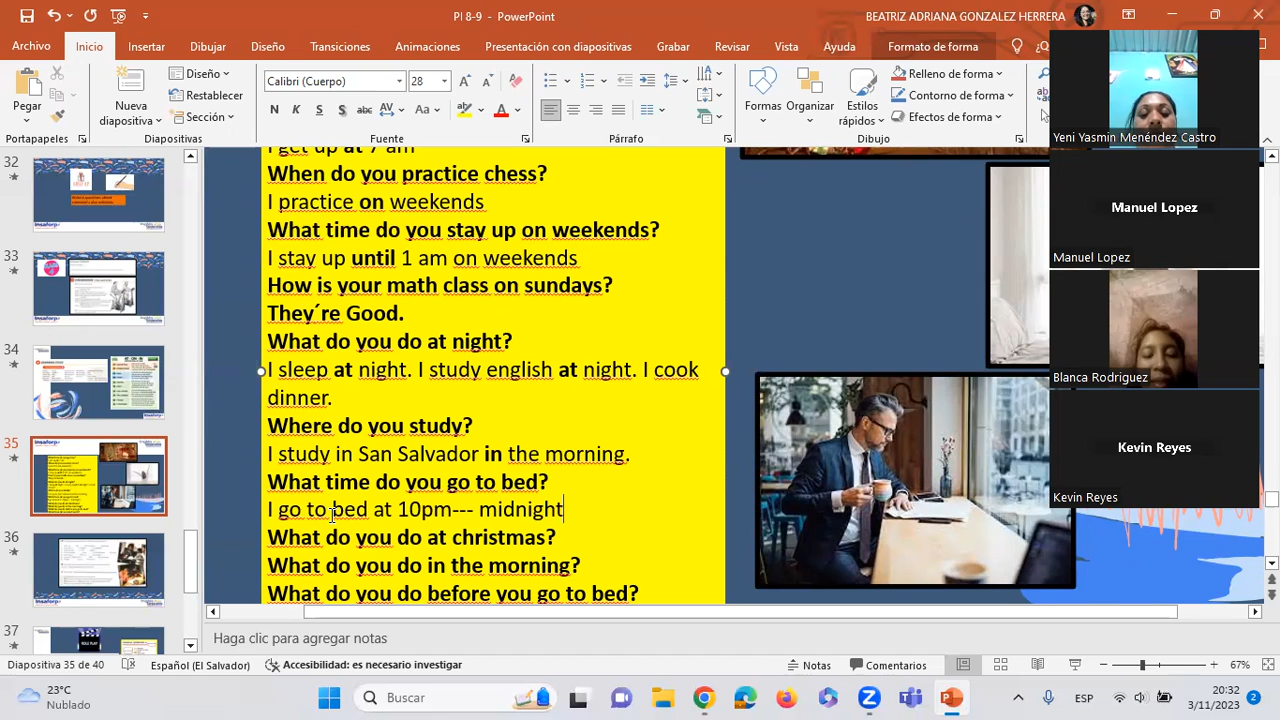 PI 8-9 - PowerPoint
BEATRIZ ADRIANA GONZALEZ HERRERA
Archivo Inicio Insertar Dibujar Diseño Transiciones Animaciones Presentación con diapositivas Grabar Revisar Vista Ayuda Formato de forma
Pegar
Portapapeles
Nueva diapositiva
Diseño
Restablecer
Sección
Diapositivas
Calibri (Cuerpo) 28
N K S abc AV Aa
Fuente
Párrafo
Formas
Organizar
Estilos rápidos
Relleno de forma
Contorno de forma
Efectos de forma
Dibujo
Yeni Yasmin Menéndez Castro
Manuel Lopez
Manuel Lopez
Blanca Rodriguez
Kevin Reyes
Kevin Reyes
32
33
34
35
36
37
Insaforp
I get up at 7 am
When do you practice chess?
I practice on weekends
What time do you stay up on weekends?
I stay up until 1 am on weekends
How is your math class on sundays?
They´re Good.
What do you do at night?
I sleep at night. I study english at night. I cook
dinner.
Where do you study?
I study in San Salvador in the morning.
What time do you go to bed?
I go to bed at 10pm--- midnight
What do you do at christmas?
What do you do in the morning?
What do you do before you go to bed?
Haga clic para agregar notas
Diapositiva 35 de 40 Español (El Salvador) Accesibilidad: es necesario investigar Notas Comentarios 67%
23°C
Nublado
Buscar
ESP
20:32
3/11/2023
2